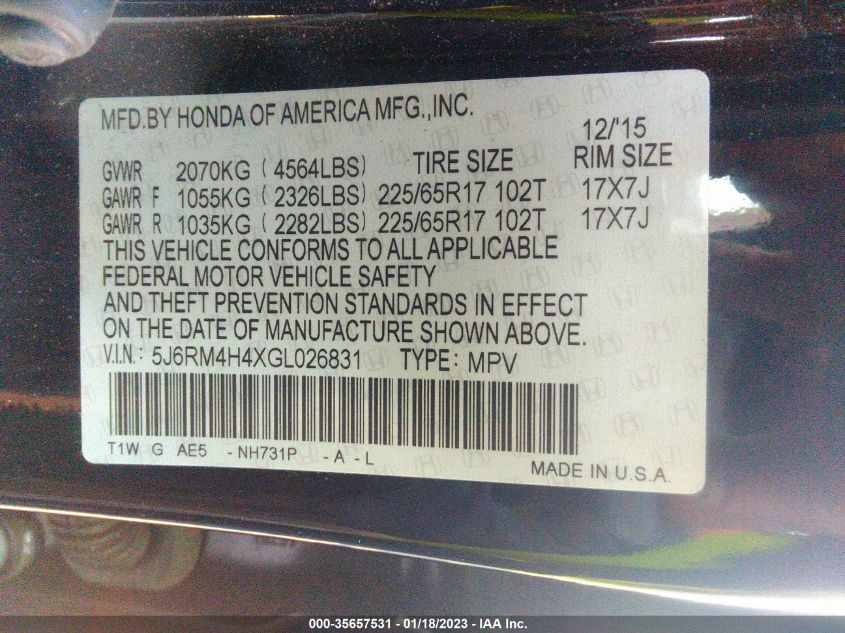 MFD.BY HONDA OF AMERICA MFG.,INC.
12/'15
GVWR 2070KG (4564LBS) TIRE SIZE RIM SIZE
GAWR F 1055KG (2326LBS) 225/65R17 102T 17X7J
GAWR R 1035KG (2282LBS) 225/65R17 102T 17X7J
THIS VEHICLE CONFORMS TO ALL APPLICABLE
FEDERAL MOTOR VEHICLE SAFETY
AND THEFT PREVENTION STANDARDS IN EFFECT
ON THE DATE OF MANUFACTURE SHOWN ABOVE.
V.I.N: 5J6RM4H4XGL026831 TYPE: MPV
T1W G AE5 -NH731P -A -L
MADE IN U.S.A.
000-35657531 - 01/18/2023 - IAA Inc.